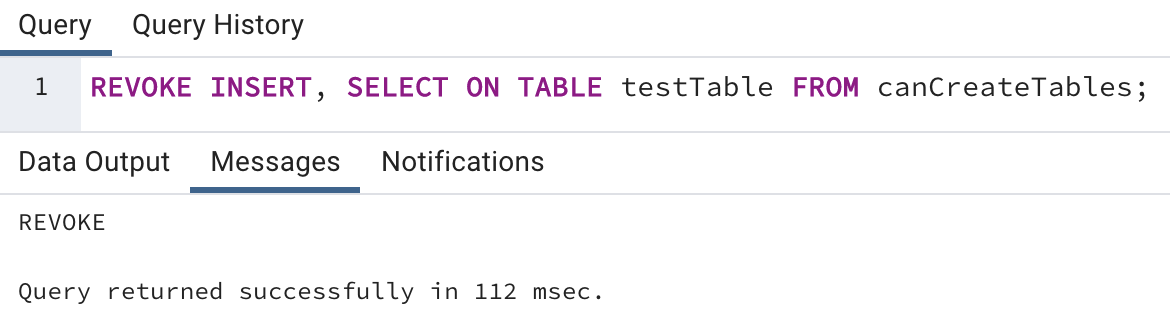 Query Query History
1 REVOKE INSERT, SELECT ON TABLE testTable FROM canCreateTables;
Data Output Messages Notifications
REVOKE
Query returned successfully in 112 msec.